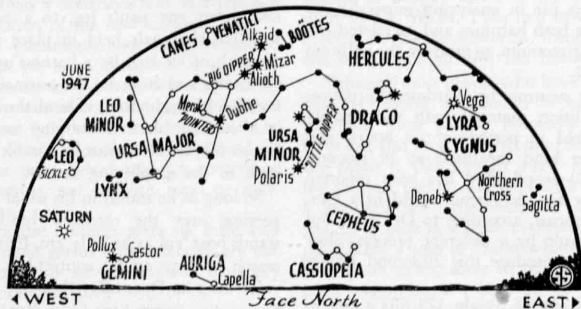 CANES VENATICI
Alkaid
BOÖTES
JUNE
1947
"BIG DIPPER"
Mizar
Alioth
HERCULES
LEO
MINOR
Merak
POINTERS
Dubhe
URSA MAJOR
URSA
MINOR
"LITTLE DIPPER"
Polaris
DRACO
Vega
LYRA
CYGNUS
LEO
SICKLE
LYNX
Northern
Cross
Deneb
Sagitta
SATURN
CEPHEUS
Pollux
Castor
GEMINI
AURIGA
Capella
CASSIOPEIA
WEST
Face North
EAST